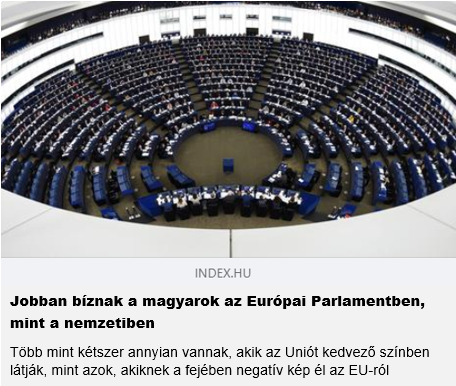 INDEX.HU
Jobban bíznak a magyarok az Európai Parlamentben,
mint a nemzetiben
Több mint kétszer annyian vannak, akik az Uniót kedvező színben
látják, mint azok, akiknek a fejében negatív kép él az EU-ról